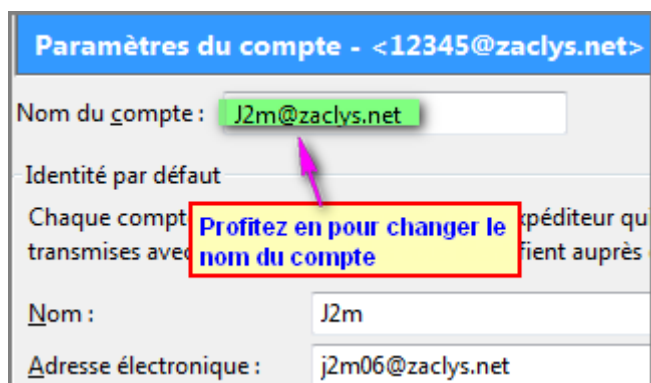 Paramètres du compte - <12345@zaclys.net>
Nom du compte : J2m@zaclys.net
Identité par défaut
Chaque compt xpéditeur qu
Profitez en pour changer le
nom du compte
transmises avec fient auprès
Nom : J2m
Adresse électronique : j2m06@zaclys.net